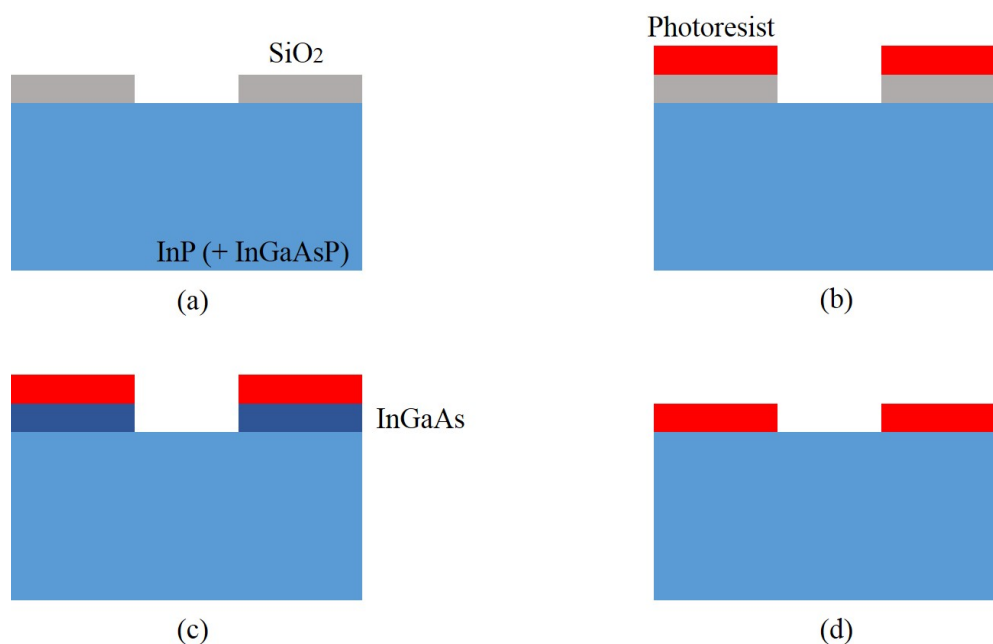 Photoresist
SiO2
InP (+ InGaAsP)
(a)
(b)
InGaAs
(c)
(d)